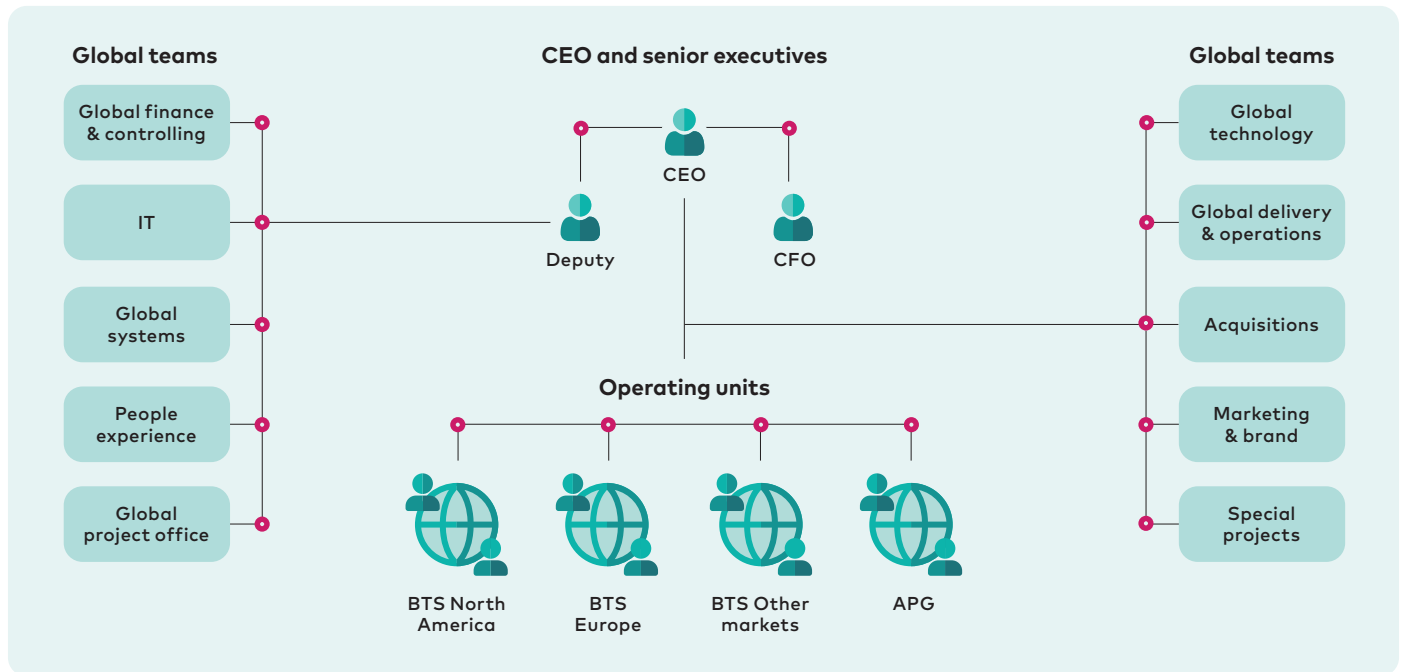 Global teams
Global finance
& controlling
IT
Global
systems
People
experience
Global
project office
CEO and senior executives
CEO
Deputy
CFO
Operating units
BTS North
America
BTS
Europe
BTS Other
markets
APG
Global teams
Global
technology
Global delivery
& operations
Acquisitions
Marketing
& brand
Special
projects